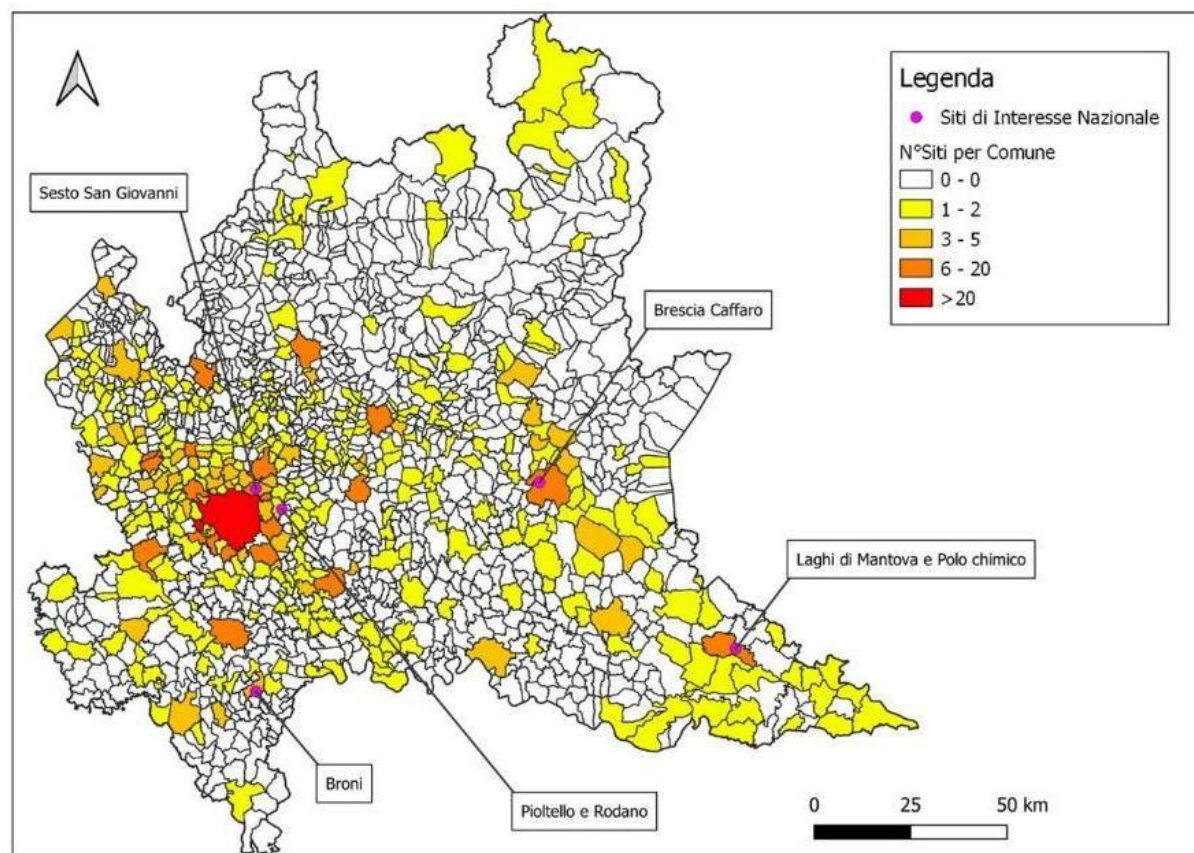 Legenda
Siti di Interesse Nazionale
N°Siti per Comune
0 - 0
1 - 2
3 - 5
6 - 20
>20
Sesto San Giovanni
Brescia Caffaro
Laghi di Mantova e Polo chimico
Broni
Pioltello e Rodano
0 25 50 km